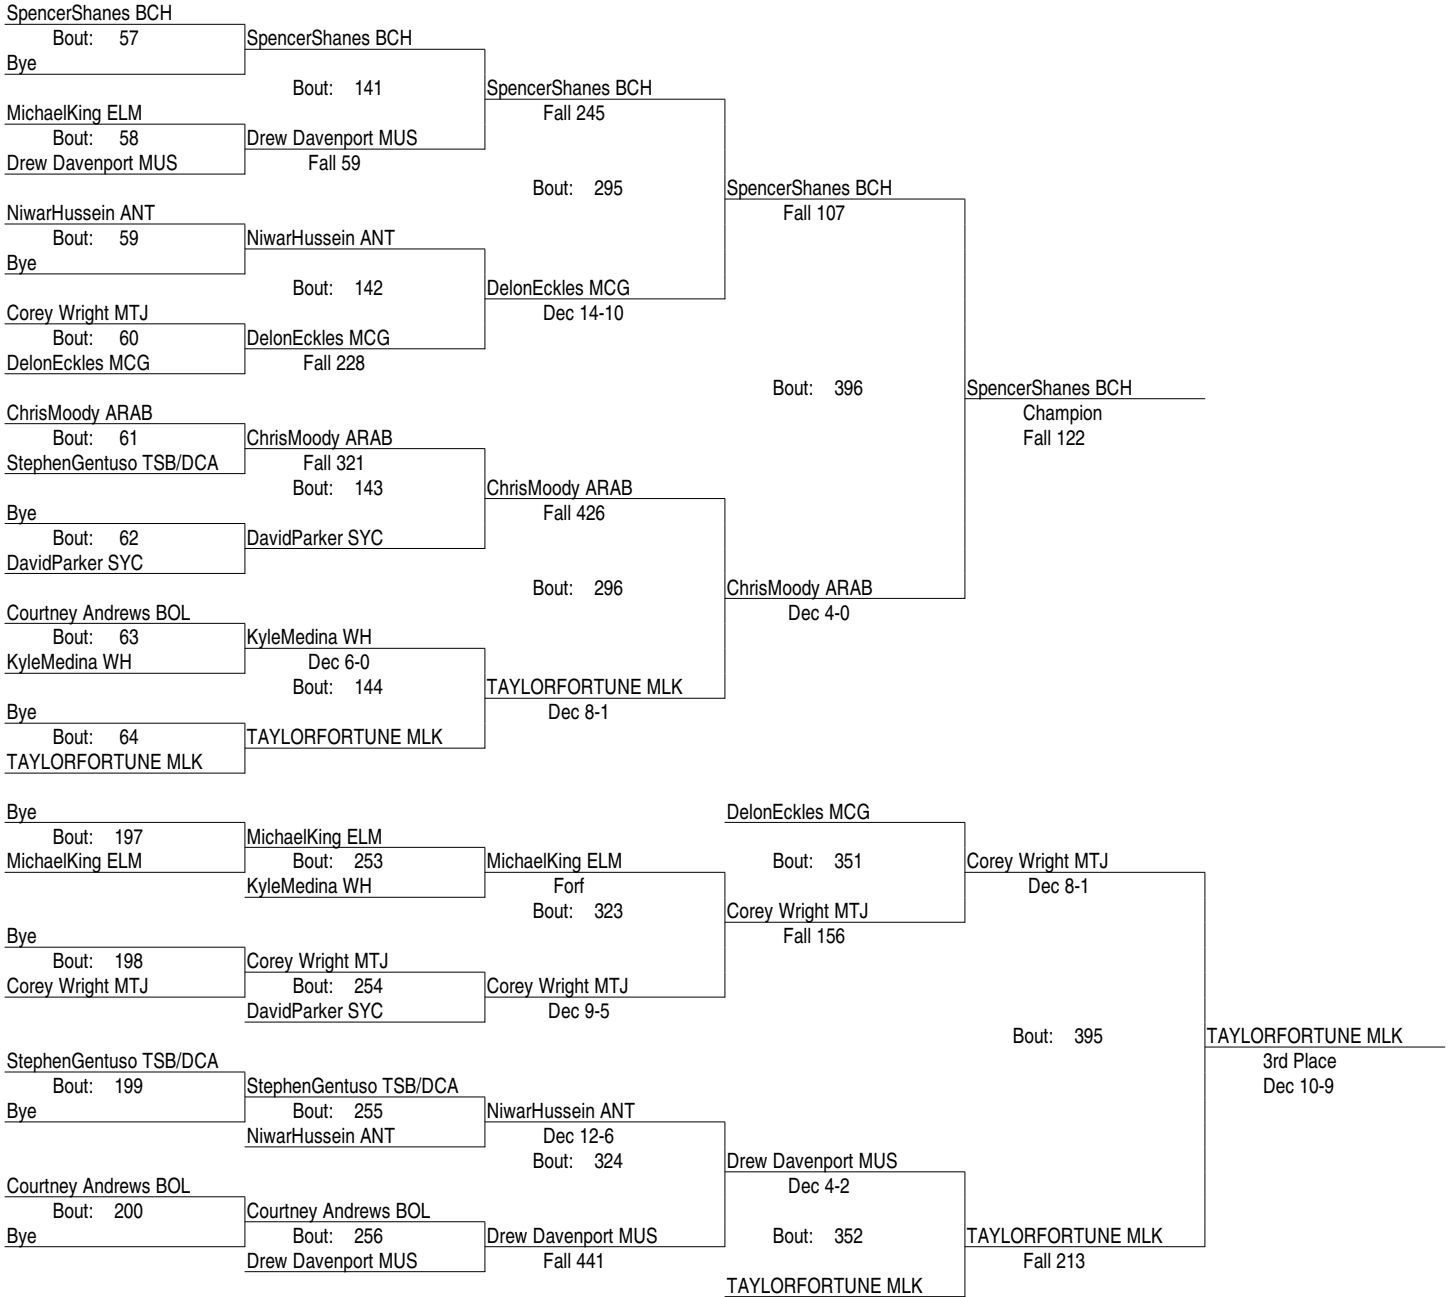 SpencerShanes BCH
Bout: 57 SpencerShanes BCH
Bye
Bout: 141 SpencerShanes BCH
MichaelKing ELM Fall 245
Bout: 58 Drew Davenport MUS
Drew Davenport MUS Fall 59
Bout: 295 SpencerShanes BCH
NiwarHussein ANT Fall 107
Bout: 59 NiwarHussein ANT
Bye
Bout: 142 DelonEckles MCG
Corey Wright MTJ Dec 14-10
Bout: 60 DelonEckles MCG
DelonEckles MCG Fall 228
Bout: 396 SpencerShanes BCH
ChrisMoody ARAB Champion
Bout: 61 ChrisMoody ARAB Fall 122
StephenGentuso TSB/DCA Fall 321
Bout: 143 ChrisMoody ARAB
Bye Fall 426
Bout: 62 DavidParker SYC
DavidParker SYC
Bout: 296 ChrisMoody ARAB
Courtney Andrews BOL Dec 4-0
Bout: 63 KyleMedina WH
KyleMedina WH Dec 6-0
Bout: 144 TAYLORFORTUNE MLK
Bye Dec 8-1
Bout: 64 TAYLORFORTUNE MLK
TAYLORFORTUNE MLK
Bye DelonEckles MCG
Bout: 197 MichaelKing ELM
MichaelKing ELM Bout: 253 MichaelKing ELM Bout: 351 Corey Wright MTJ
KyleMedina WH Forf Dec 8-1
Bout: 323 Corey Wright MTJ
Bye Fall 156
Bout: 198 Corey Wright MTJ
Corey Wright MTJ Bout: 254 Corey Wright MTJ
DavidParker SYC Dec 9-5
Bout: 395 TAYLORFORTUNE MLK
StephenGentuso TSB/DCA 3rd Place
Bout: 199 StephenGentuso TSB/DCA Dec 10-9
Bye Bout: 255 NiwarHussein ANT
NiwarHussein ANT Dec 12-6
Bout: 324 Drew Davenport MUS
Courtney Andrews BOL Dec 4-2
Bout: 200 Courtney Andrews BOL
Bye Bout: 256 Drew Davenport MUS Bout: 352 TAYLORFORTUNE MLK
Drew Davenport MUS Fall 441 Fall 213
TAYLORFORTUNE MLK